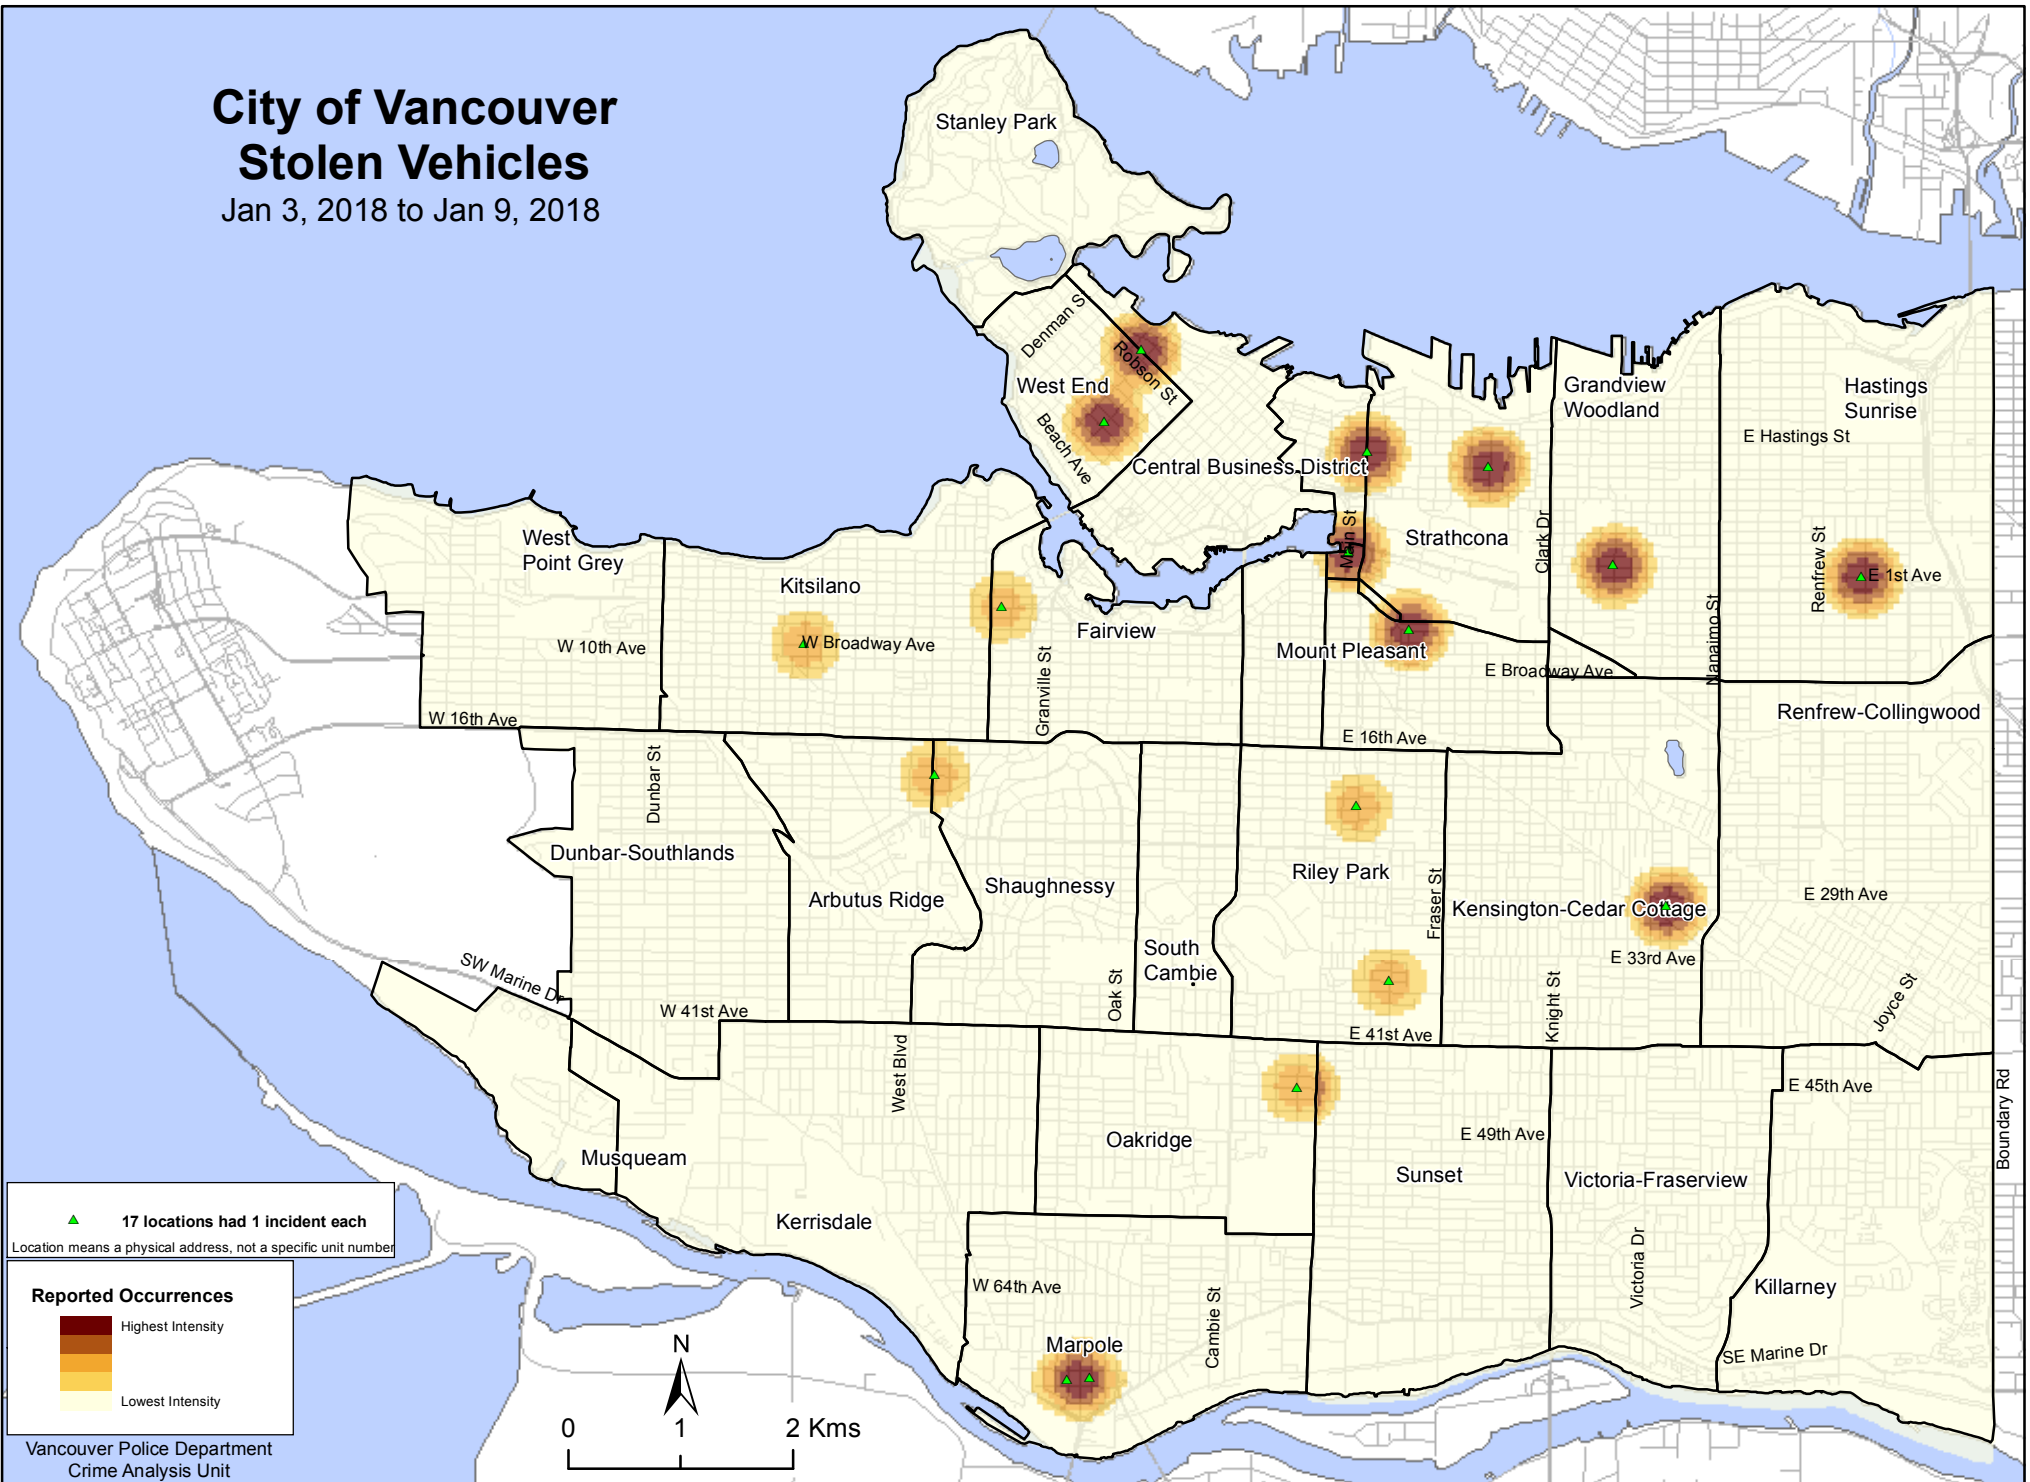 City of Vancouver
Stolen Vehicles
Jan 3, 2018 to Jan 9, 2018
Stanley Park
Denman S
Robson St
West End
Beach Ave
Central Business District
Grandview
Woodland
Hastings
Sunrise
E Hastings St
Main St
Strathcona
Clark Dr
Nanaimo St
Renfrew St
E 1st Ave
West
Point Grey
Kitsilano
W 10th Ave
W Broadway Ave
Fairview
Granville St
Mount Pleasant
E Broadway Ave
W 16th Ave
E 16th Ave
Renfrew-Collingwood
Dunbar St
Dunbar-Southlands
Arbutus Ridge
Shaughnessy
Riley Park
Fraser St
Kensington-Cedar Cottage
E 29th Ave
South
Cambie
Oak St
E 33rd Ave
Knight St
Joyce St
SW Marine Dr
W 41st Ave
E 41st Ave
West Blvd
E 45th Ave
Boundary Rd
Oakridge
E 49th Ave
Musqueam
Sunset
Victoria-Fraserview
Kerrisdale
Victoria Dr
W 64th Ave
Cambie St
Killarney
Marpole
SE Marine Dr
17 locations had 1 incident each
Location means a physical address, not a specific unit number
Reported Occurrences
Highest Intensity
Lowest Intensity
Vancouver Police Department
Crime Analysis Unit
N
0 1 2 Kms